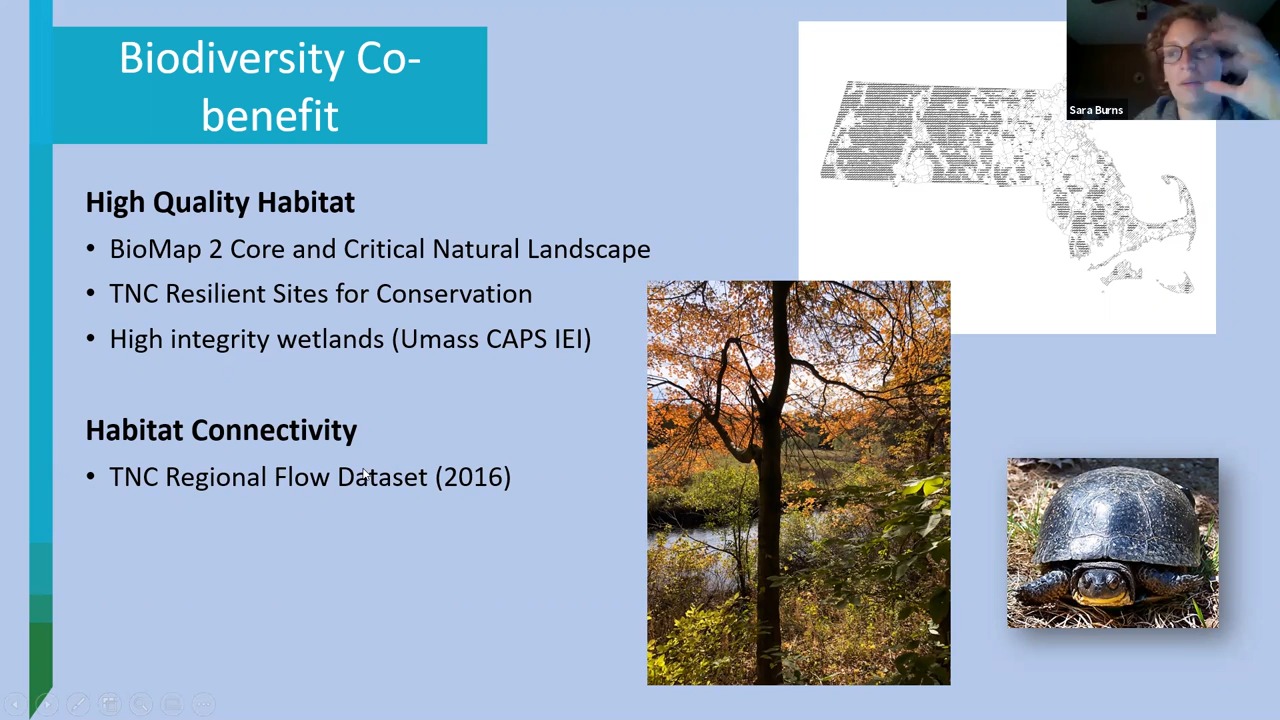 Biodiversity Co-
benefit
Sara Burns
High Quality Habitat
• BioMap 2 Core and Critical Natural Landscape
• TNC Resilient Sites for Conservation
• High integrity wetlands (Umass CAPS IEI)
Habitat Connectivity
• TNC Regional Flow Dataset (2016)